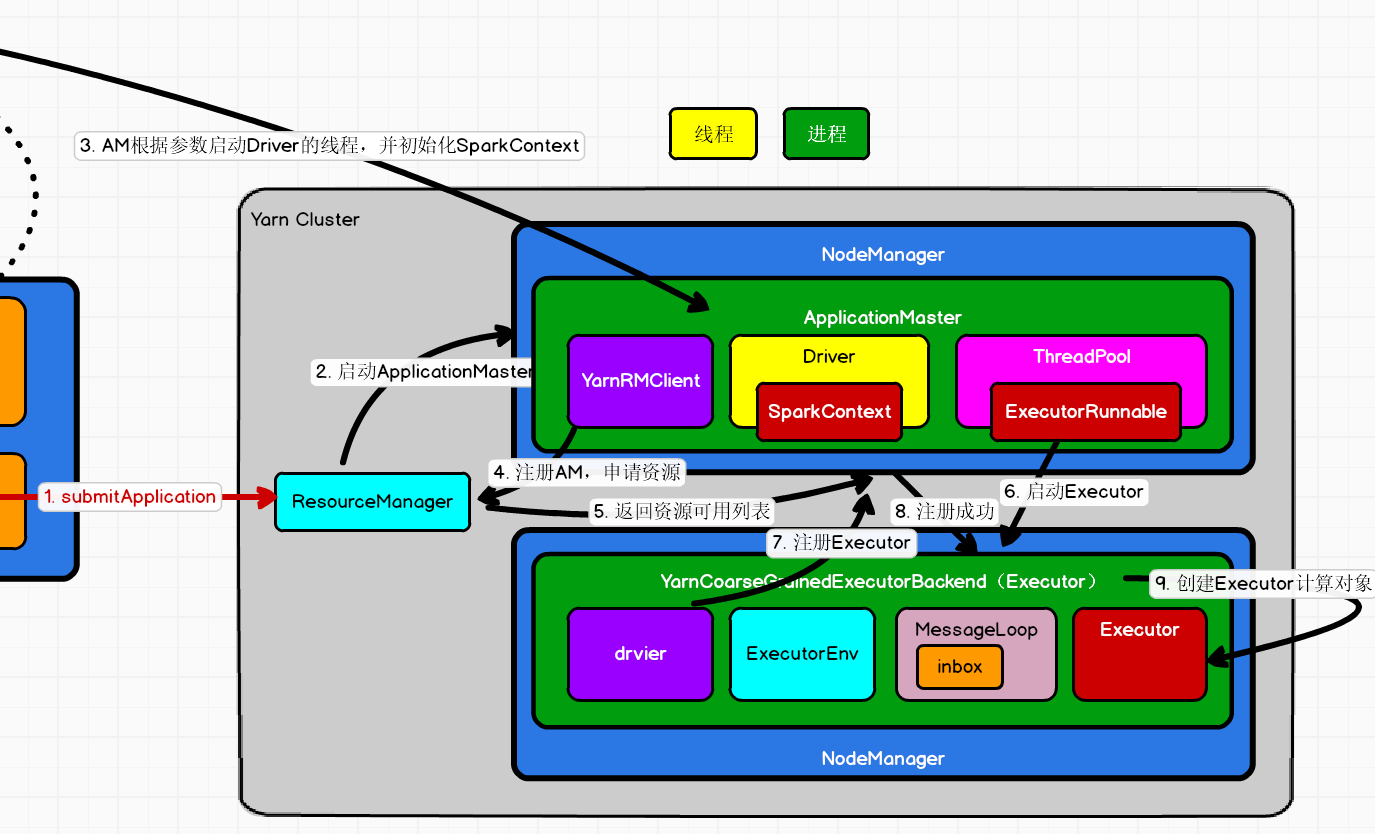 3. AM根据参数启动Driver的线程，并初始化SparkContext
线程
进程
Yarn Cluster
NodeManager
ApplicationMaster
YarnRMClient
Driver
SparkContext
ThreadPool
ExecutorRunnable
2. 启动ApplicationMaster
1. submitApplication
ResourceManager
4. 注册AM，申请资源
5. 返回资源可用列表
8. 注册成功
6. 启动Executor
7. 注册Executor
YarnCoarseGrainedExecutorBackend（Executor）
9. 创建Executor计算对象
drvier
ExecutorEnv
MessageLoop
inbox
Executor
NodeManager